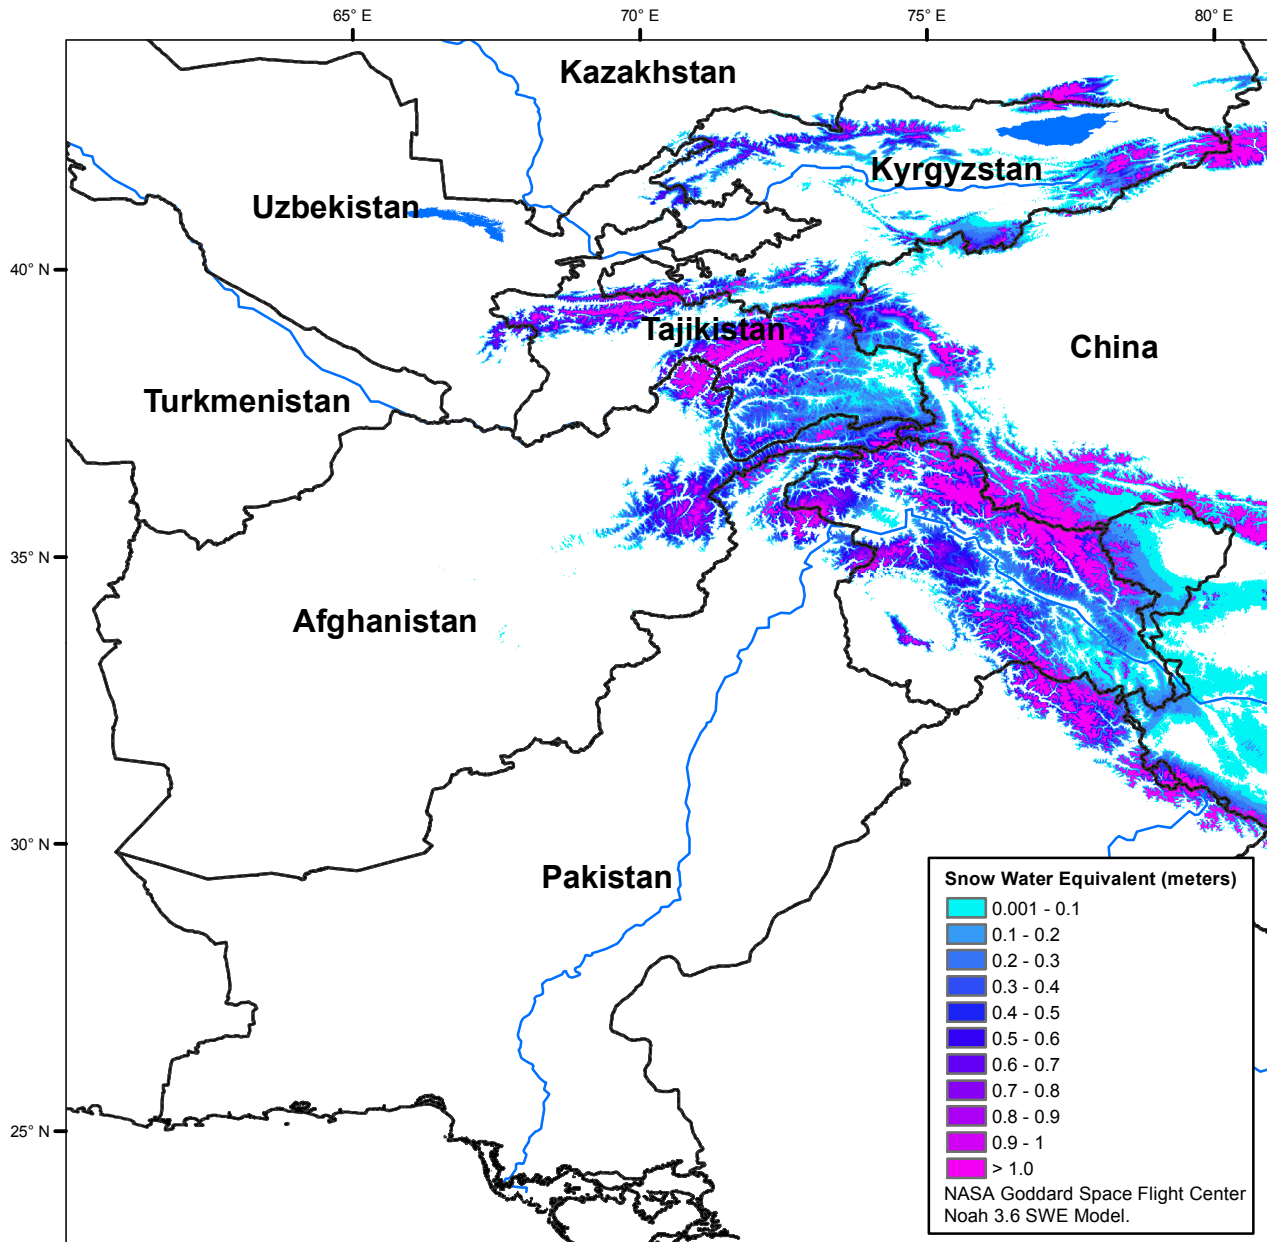 65° E
70° E
75° E
80° E
Kazakhstan
Kyrgyzstan
Uzbekistan
40° N
Tajikistan
China
Turkmenistan
35° N
Afghanistan
30° N
Pakistan
Snow Water Equivalent (meters)
0.001 - 0.1
0.1 - 0.2
0.2 - 0.3
0.3 - 0.4
0.4 - 0.5
0.5 - 0.6
0.6 - 0.7
0.7 - 0.8
0.8 - 0.9
0.9 - 1
> 1.0
NASA Goddard Space Flight Center
Noah 3.6 SWE Model.
25° N